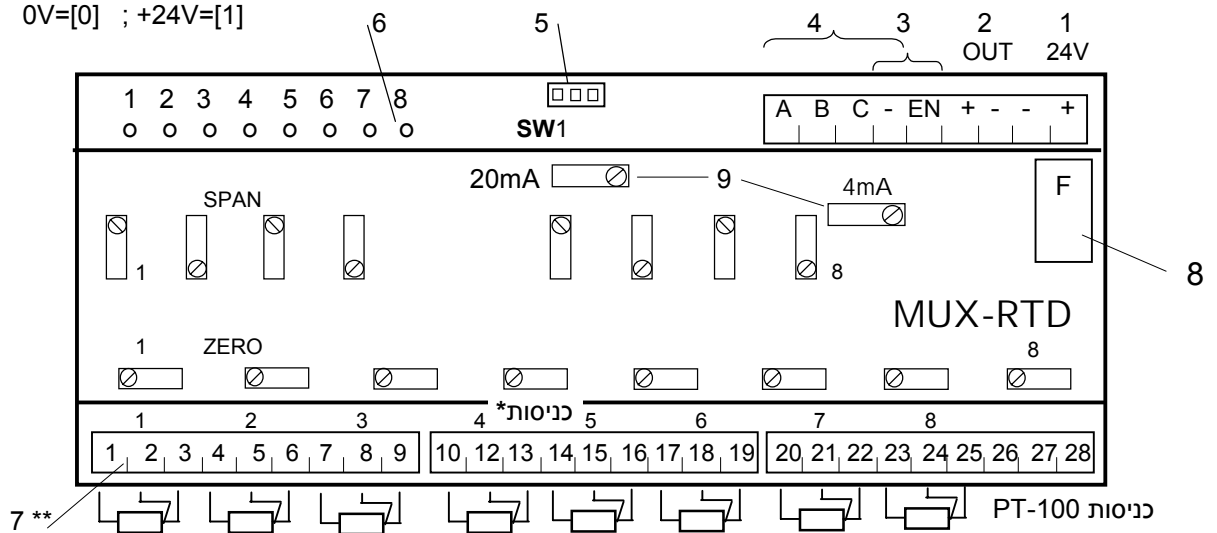 0V=[0] ; +24V=[1]
6 5 4 3 2 1
OUT 24V
1 2 3 4 5 6 7 8
SW1
A B C - EN + - - +
20mA 9 4mA F
SPAN
1 8
8
MUX-RTD
1 ZERO 8
כניסות*
1 2 3 4 5 6 7 8
1 2 3 4 5 6 7 8 9 10 12 13 14 15 16 17 18 19 20 21 22 23 24 25 26 27 28
7 **
כניסות PT-100